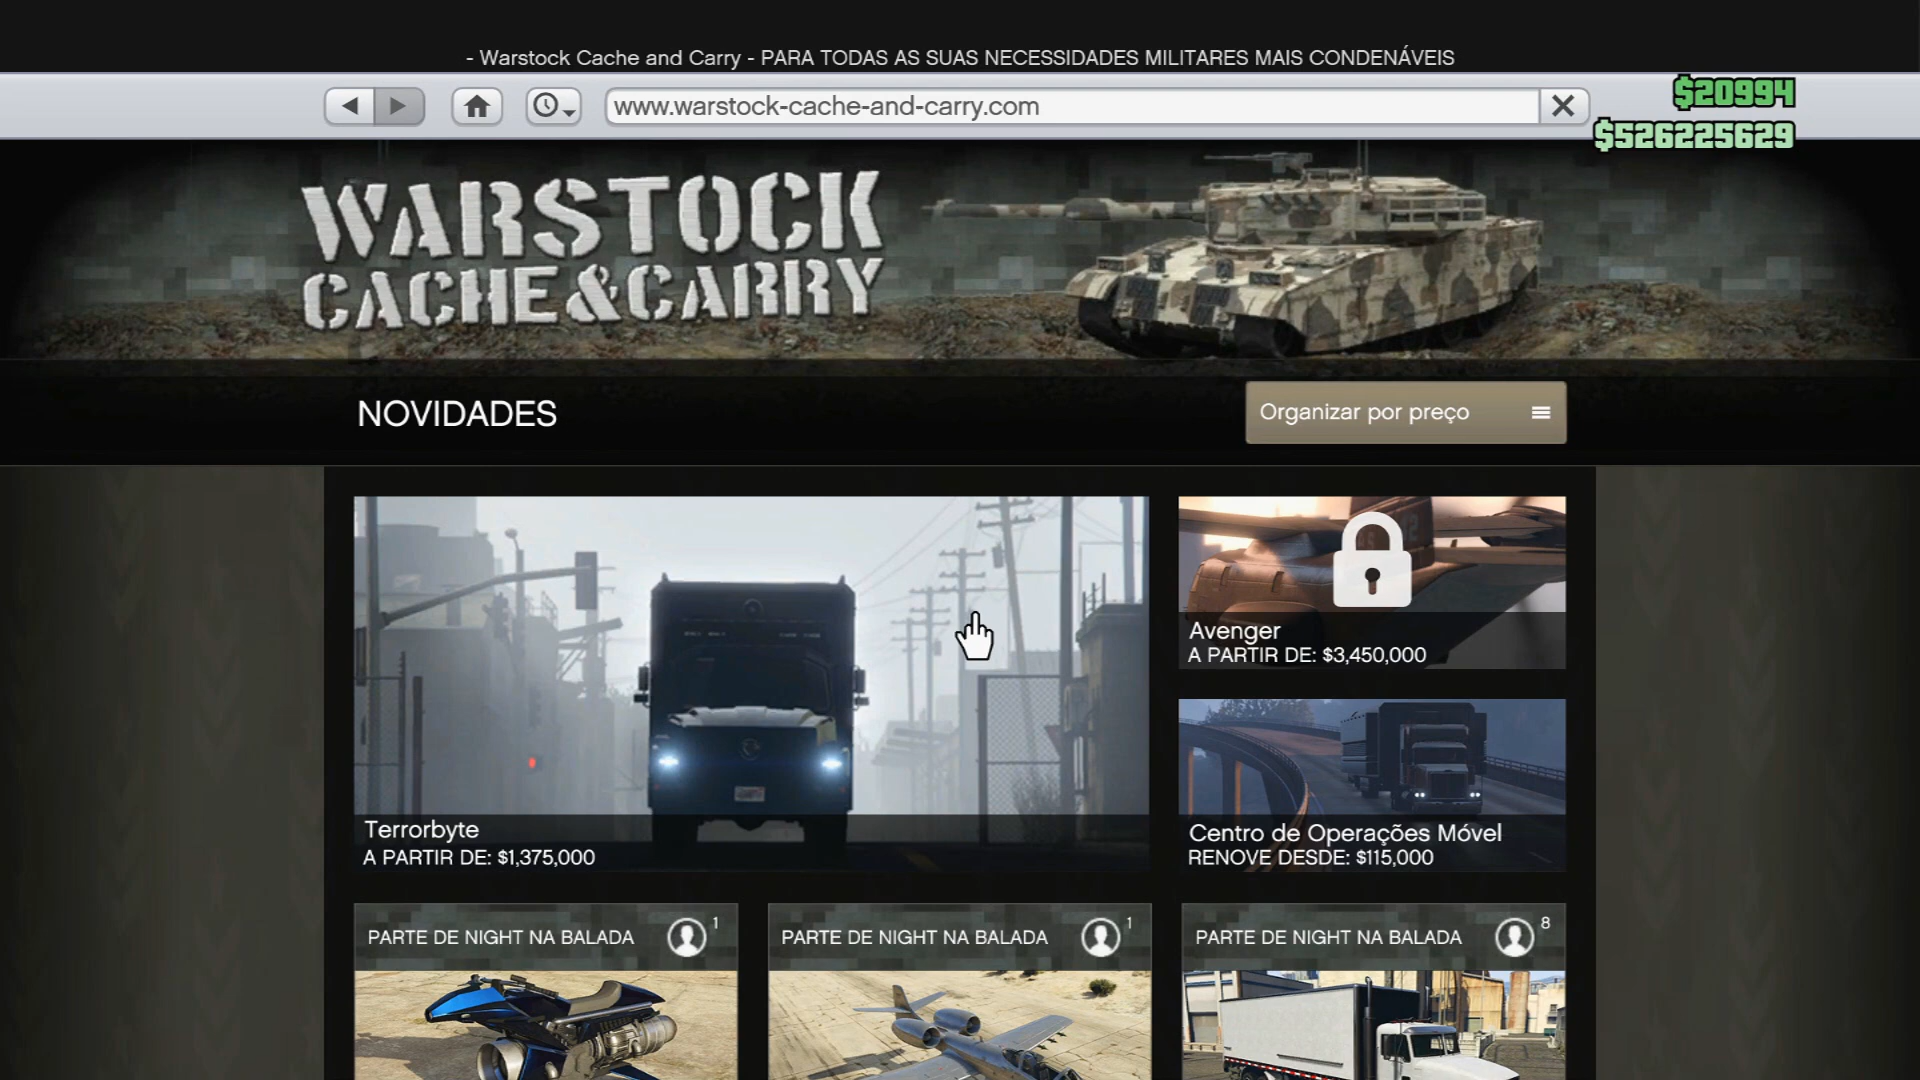 - Warstock Cache and Carry - PARA TODAS AS SUAS NECESSIDADES MILITARES MAIS CONDENÁVEIS
www.warstock-cache-and-carry.com
$20994
$526225629
WARSTOCK
CACHE & CARRY
NOVIDADES
Organizar por preço
Terrorbyte
A PARTIR DE: $1,375,000
Avenger
A PARTIR DE: $3,450,000
Centro de Operações Móvel
RENOVE DESDE: $115,000
PARTE DE NIGHT NA BALADA 1
PARTE DE NIGHT NA BALADA 1
PARTE DE NIGHT NA BALADA 8